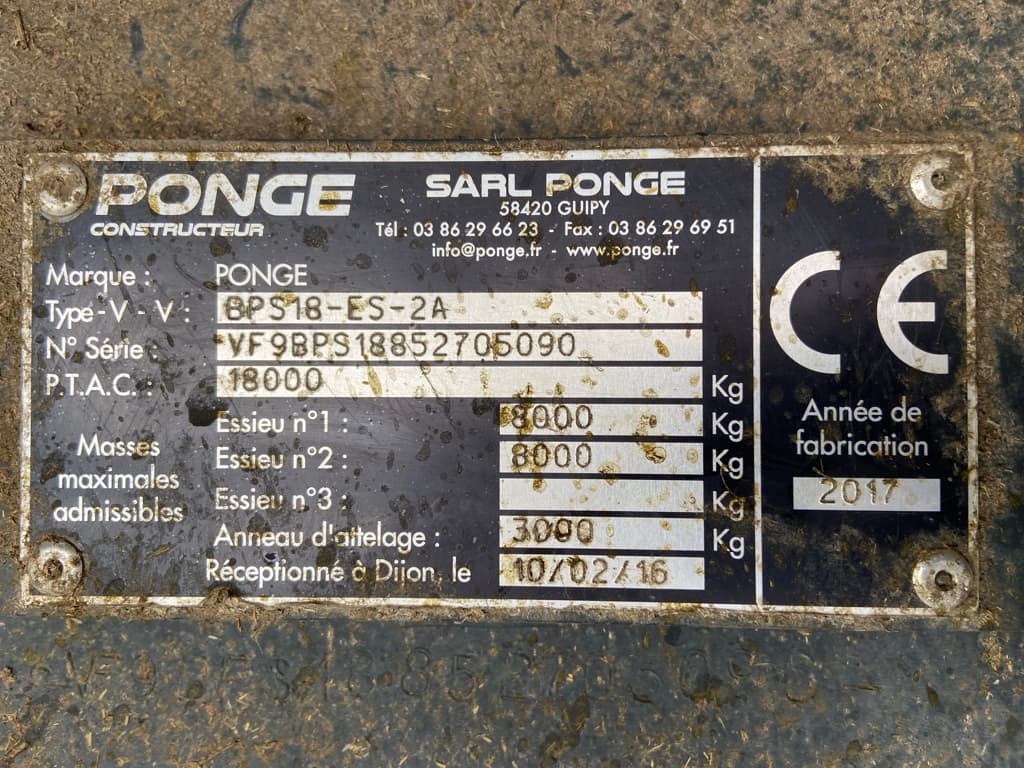 PONGE
CONSTRUCTEUR
SARL PONGE
58420 GUIPY
Tél : 03 86 29 66 23 - Fax : 03 86 29 69 51
info@ponge.fr - www.ponge.fr
Marque : PONGE
Type - V - V : BPS18-ES-2A
N° Série : VF9BPS18852705090
P.T.A.C. : 18000 Kg
Masses maximales admissibles
Essieu n°1 : 8000 Kg
Essieu n°2 : 8000 Kg
Essieu n°3 : Kg
Anneau d'attelage : 3000 Kg
Réceptionné à Dijon, le 10/02/16
CE
Année de
fabrication
2017
VF9BPS18852705090